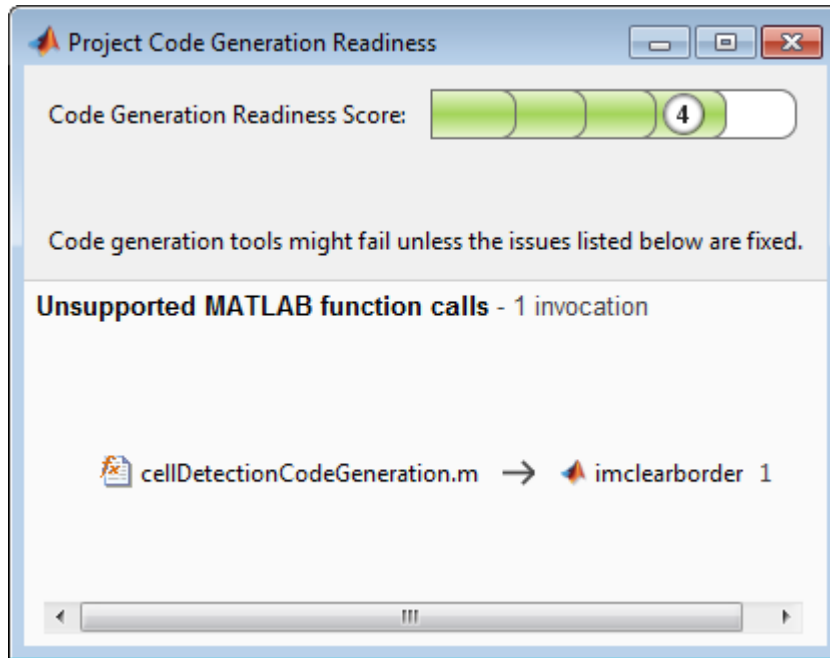 Project Code Generation Readiness
Code Generation Readiness Score: 4
Code generation tools might fail unless the issues listed below are fixed.
Unsupported MATLAB function calls - 1 invocation
fx cellDetectionCodeGeneration.m → imclearborder 1